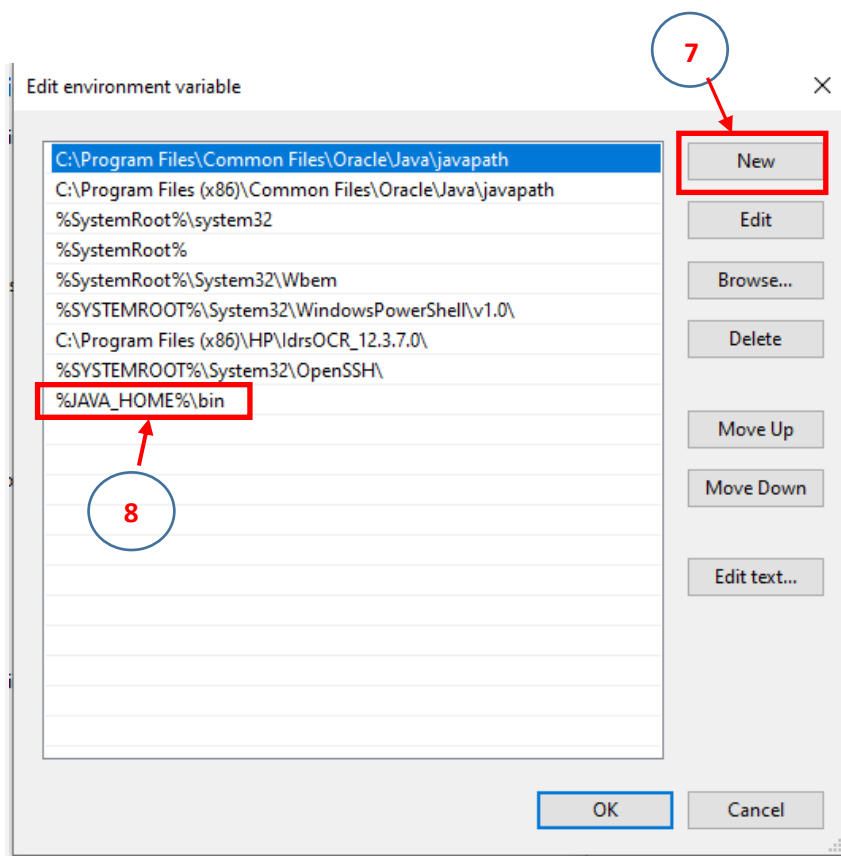 7
Edit environment variable
C:\Program Files\Common Files\Oracle\Java\javapath
New
C:\Program Files (x86)\Common Files\Oracle\Java\javapath
%SystemRoot%\system32
Edit
%SystemRoot%
%SystemRoot%\System32\Wbem
Browse...
%SYSTEMROOT%\System32\WindowsPowerShell\v1.0\
C:\Program Files (x86)\HP\IdrsOCR_12.3.7.0\
Delete
%SYSTEMROOT%\System32\OpenSSH\
%JAVA_HOME%\bin
Move Up
Move Down
8
Edit text...
OK
Cancel